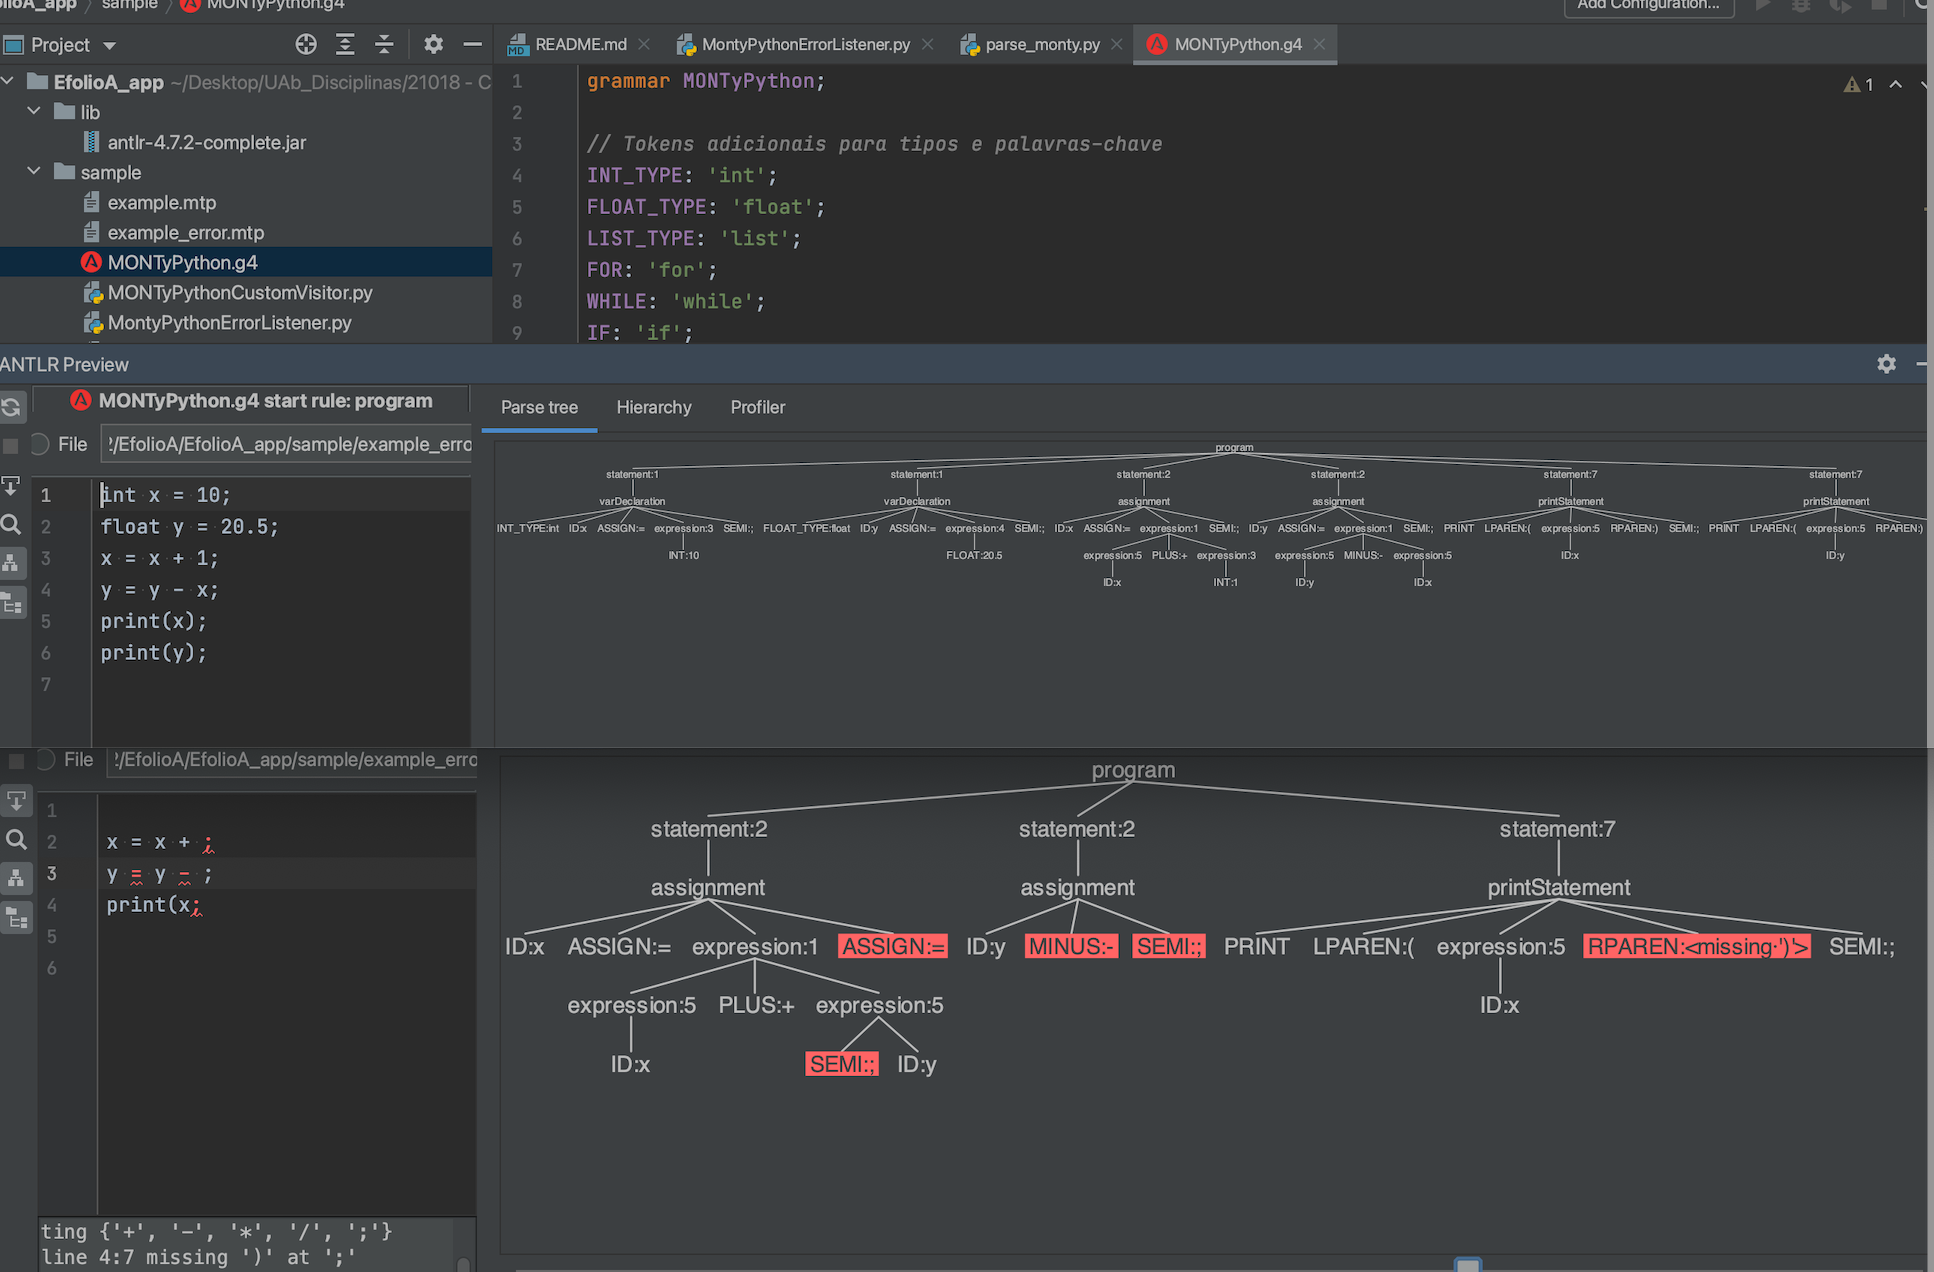 olioA_app sample MONTyPython.g4 Add Configuration...
Project README.md MontyPythonErrorListener.py parse_monty.py MONTyPython.g4
EfolioA_app ~/Desktop/UAb_Disciplinas/21018 - C
lib
antlr-4.7.2-complete.jar
sample
example.mtp
example_error.mtp
MONTyPython.g4
MONTyPythonCustomVisitor.py
MontyPythonErrorListener.py
1 grammar MONTyPython; 1
2
3 // Tokens adicionais para tipos e palavras-chave
4 INT_TYPE: 'int';
5 FLOAT_TYPE: 'float';
6 LIST_TYPE: 'list';
7 FOR: 'for';
8 WHILE: 'while';
9 IF: 'if';
ANTLR Preview
MONTyPython.g4 start rule: program
Parse tree Hierarchy Profiler
File !/EfolioA/EfolioA_app/sample/example_erro
1 int x = 10;
2 float y = 20.5;
3 x = x + 1;
4 y = y - x;
5 print(x);
6 print(y);
7
program
statement:1 statement:1 statement:2 statement:2 statement:7 statement:7
varDeclaration varDeclaration assignment assignment printStatement printStatement
INT_TYPE:int ID:x ASSIGN:= expression:3 SEMI:; FLOAT_TYPE:float ID:y ASSIGN:= expression:4 SEMI:; ID:x ASSIGN:= expression:1 SEMI:; ID:y ASSIGN:= expression:1 SEMI:; PRINT LPAREN:( expression:5 RPAREN:) SEMI:; PRINT LPAREN:( expression:5 RPAREN:)
INT:10 FLOAT:20.5 expression:5 PLUS:+ expression:3 expression:5 MINUS:- expression:5 ID:x ID:y
ID:x INT:1 ID:y ID:x
File !/EfolioA/EfolioA_app/sample/example_erro
1
2 x = x + ;
3 y = y - ;
4 print(x;
5
6
program
statement:2 statement:2 statement:7
assignment assignment printStatement
ID:x ASSIGN:= expression:1 ASSIGN:= ID:y MINUS:- SEMI:; PRINT LPAREN:( expression:5 RPAREN:<missing·')'> SEMI:;
expression:5 PLUS:+ expression:5 ID:x
ID:x SEMI:; ID:y
ting {'+', '-', '*', '/', ';'}
line 4:7 missing ')' at ';'